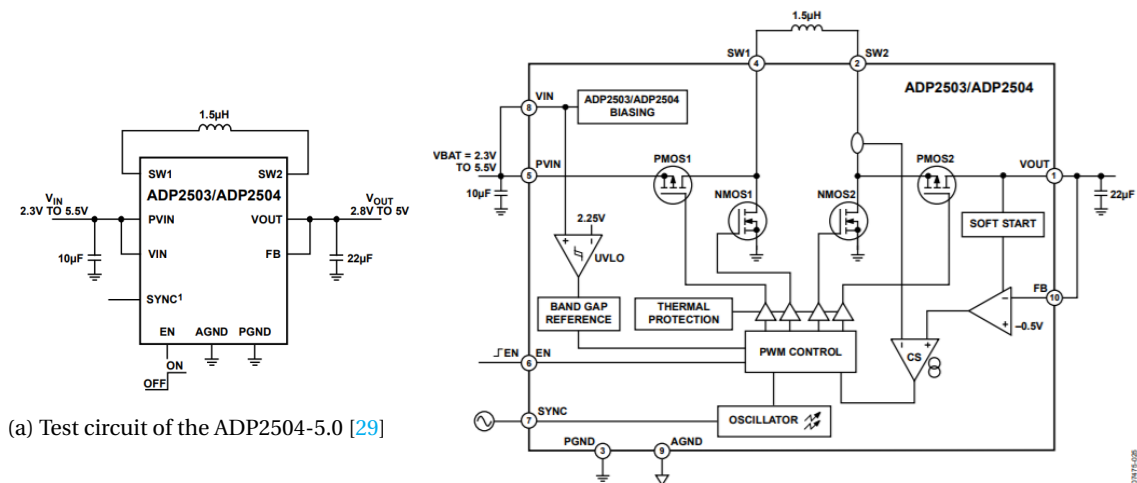 1.5µH
SW1
SW2
ADP2503/ADP2504
VIN
2.3V TO 5.5V
PVIN
VOUT
VOUT
2.8V TO 5V
10µF
VIN
FB
22µF
SYNC1
EN
AGND
PGND
ON
OFF
(a) Test circuit of the ADP2504-5.0 [29]
1.5µH
SW1
SW2
4
2
ADP2503/ADP2504
VIN
8
ADP2503/ADP2504
BIASING
VBAT = 2.3V
TO 5.5V
PVIN
5
10µF
PMOS1
NMOS1
NMOS2
PMOS2
VOUT
1
22µF
SOFT START
2.25V
+
–
UVLO
FB
10
–
+
–0.5V
BAND GAP
REFERENCE
THERMAL
PROTECTION
PWM CONTROL
–
+
CS
EN
EN
6
SYNC
7
OSCILLATOR
PGND
AGND
3
9
07475-025